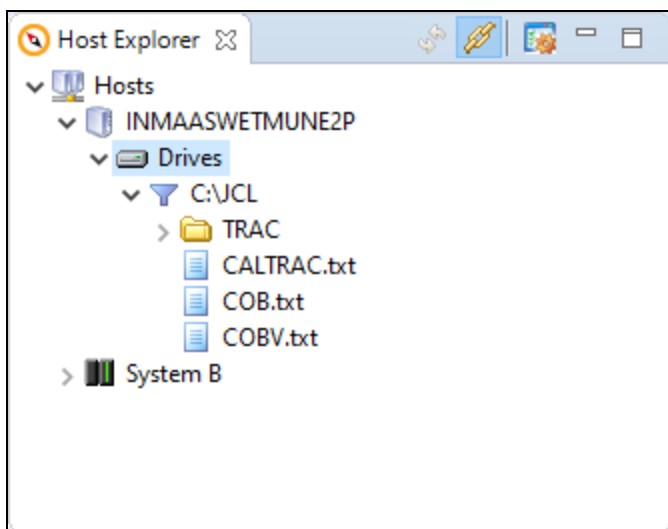 Host Explorer
Hosts
INMAASWETMUNE2P
Drives
C:\JCL
TRAC
CALTRAC.txt
COB.txt
COBV.txt
System B